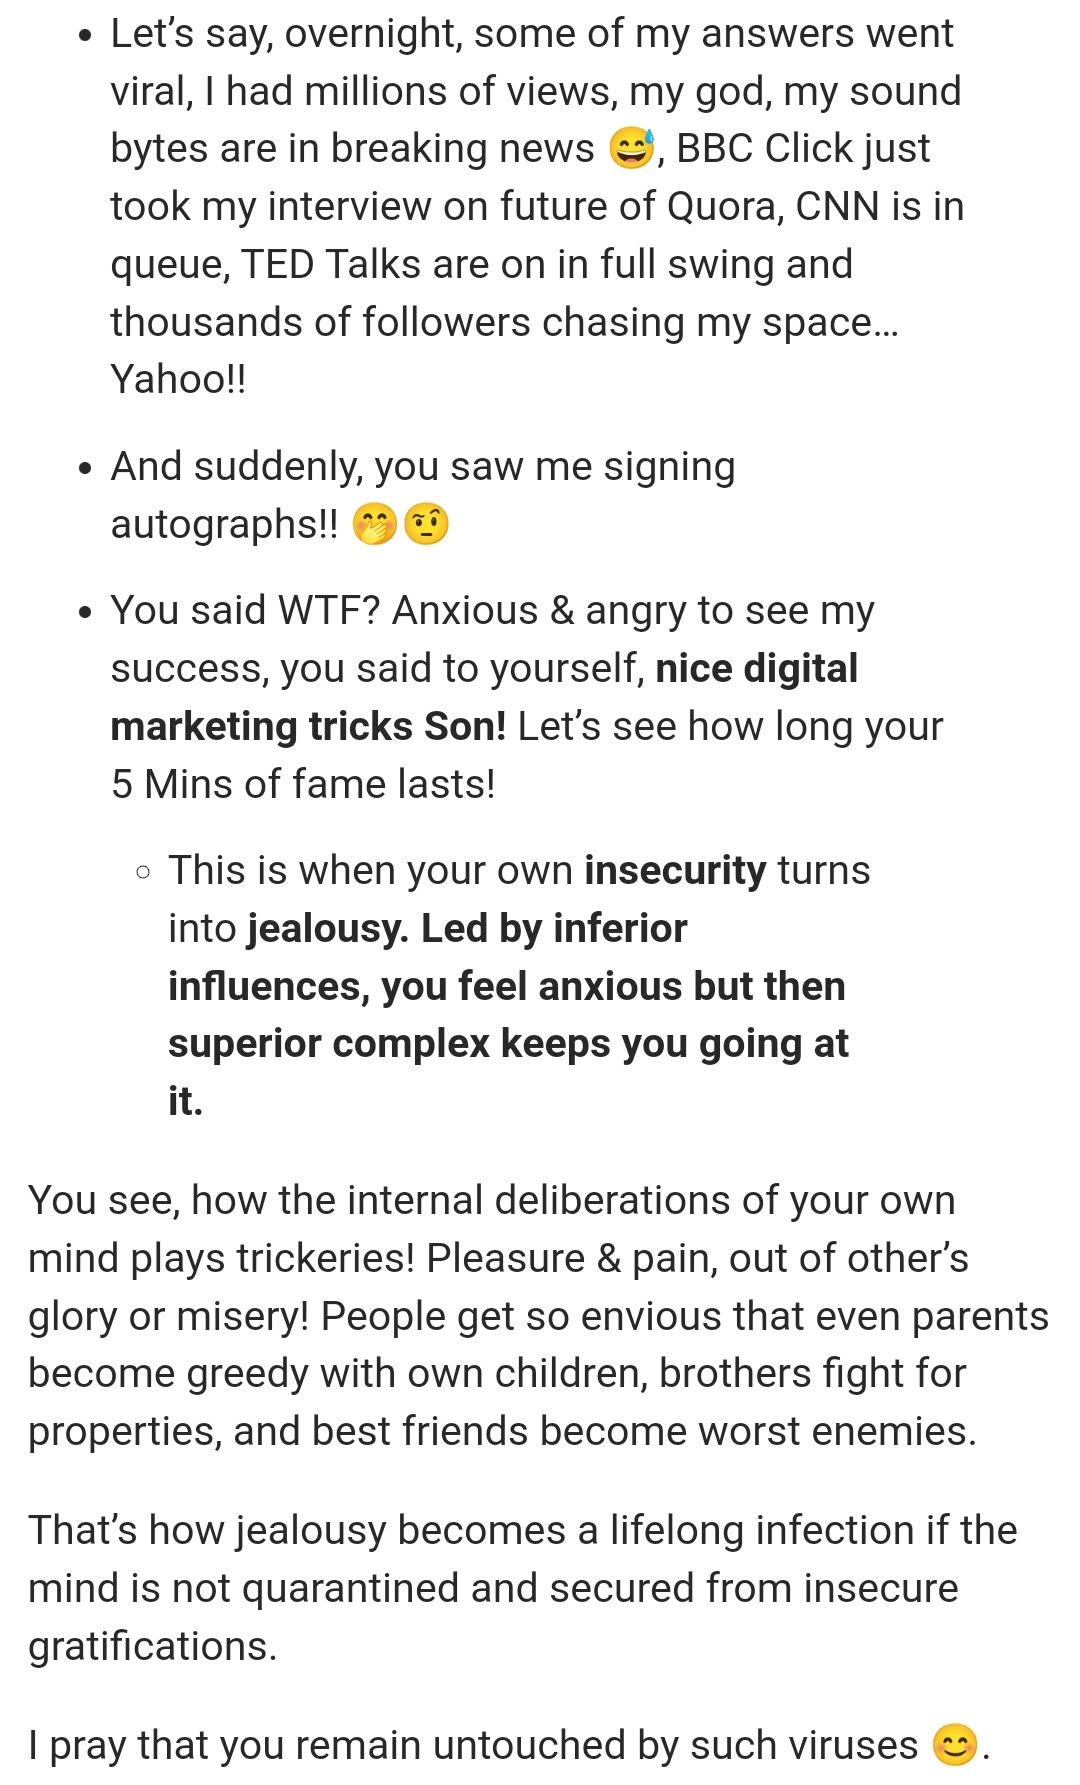 • Let’s say, overnight, some of my answers went
viral, I had millions of views, my god, my sound
bytes are in breaking news 😅, BBC Click just
took my interview on future of Quora, CNN is in
queue, TED Talks are on in full swing and
thousands of followers chasing my space…
Yahoo!!
• And suddenly, you saw me signing
autographs!! 🤭🤨
• You said WTF? Anxious & angry to see my
success, you said to yourself, nice digital
marketing tricks Son! Let’s see how long your
5 Mins of fame lasts!
◦ This is when your own insecurity turns
into jealousy. Led by inferior
influences, you feel anxious but then
superior complex keeps you going at
it.
You see, how the internal deliberations of your own
mind plays trickeries! Pleasure & pain, out of other’s
glory or misery! People get so envious that even parents
become greedy with own children, brothers fight for
properties, and best friends become worst enemies.
That’s how jealousy becomes a lifelong infection if the
mind is not quarantined and secured from insecure
gratifications.
I pray that you remain untouched by such viruses 😊.